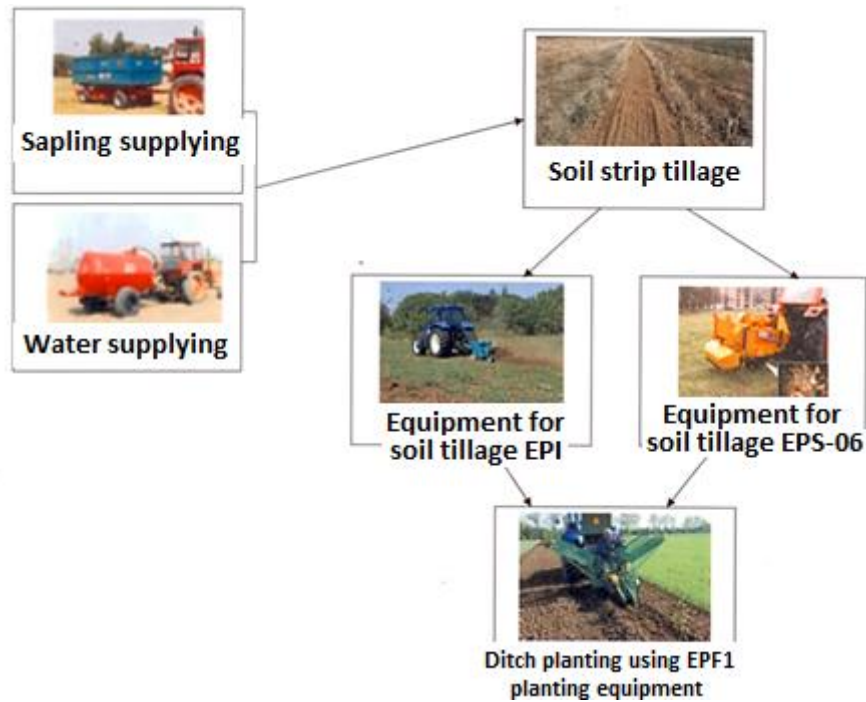 Sapling supplying
Water supplying
Soil strip tillage
Equipment for
soil tillage EPI
Equipment for
soil tillage EPS-06
Ditch planting using EPF1
planting equipment